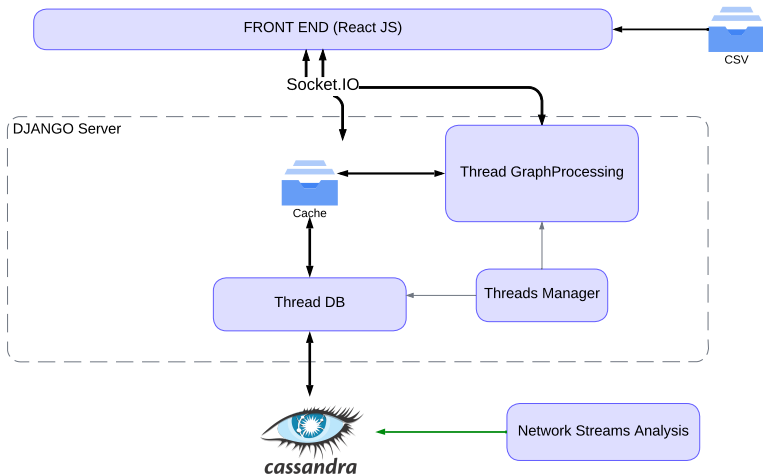 FRONT END (React JS)
CSV
Socket.IO
DJANGO Server
Thread GraphProcessing
Cache
Threads Manager
Thread DB
Network Streams Analysis
cassandra